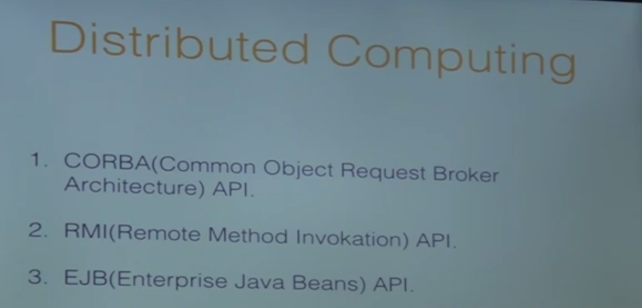 Distributed Computing
1. CORBA(Common Object Request Broker
Architecture) API.
2. RMI(Remote Method Invokation) API.
3. EJB(Enterprise Java Beans) API.